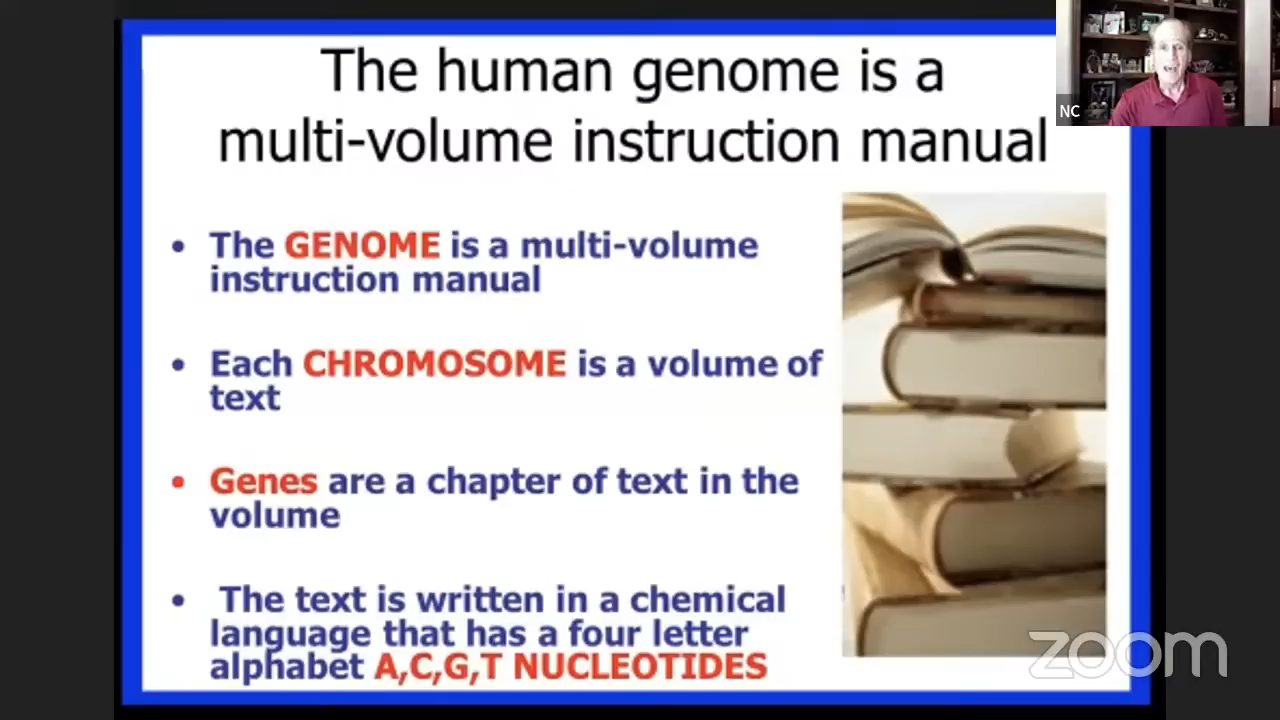 The human genome is a
multi-volume instruction manual
NC
• The GENOME is a multi-volume
instruction manual
• Each CHROMOSOME is a volume of
text
• Genes are a chapter of text in the
volume
• The text is written in a chemical
language that has a four letter
alphabet A,C,G,T NUCLEOTIDES
zoom